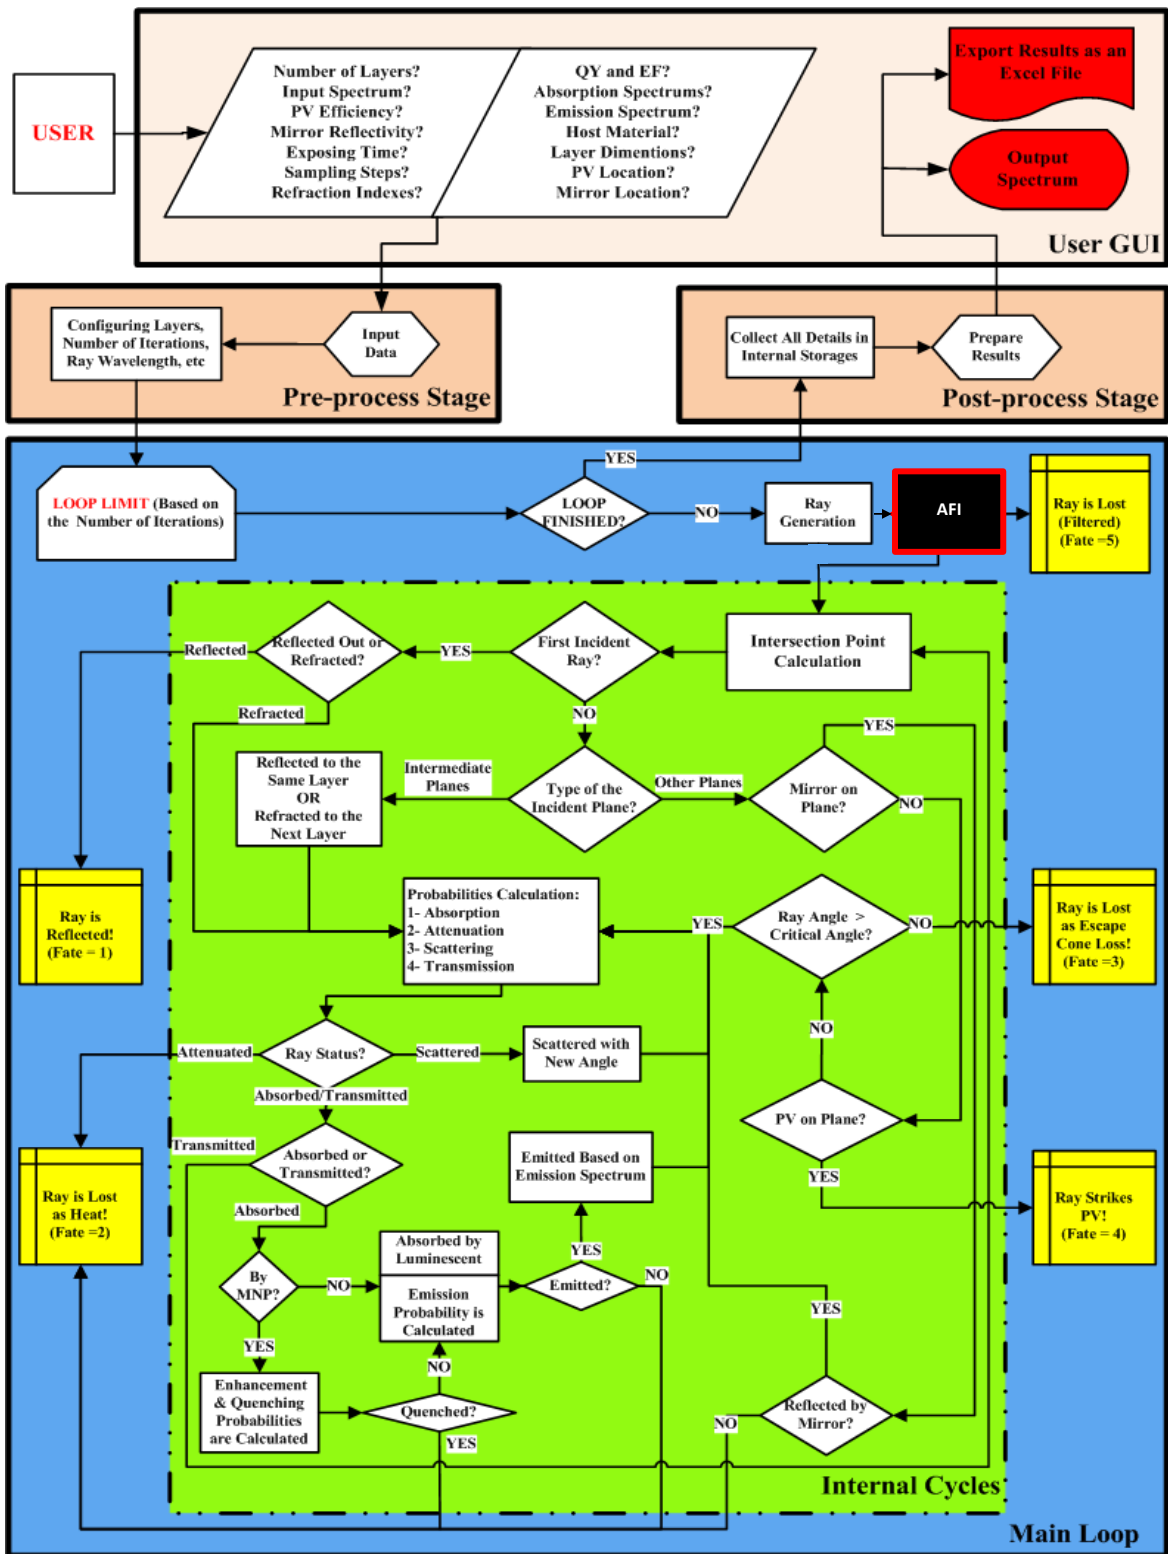 USER
Number of Layers?
Input Spectrum?
PV Efficiency?
Mirror Reflectivity?
Exposing Time?
Sampling Steps?
Refraction Indexes?
QY and EF?
Absorption Spectrums?
Emission Spectrum?
Host Material?
Layer Dimentions?
PV Location?
Mirror Location?
Export Results as an
Excel File
Output
Spectrum
User GUI
Configuring Layers,
Number of Iterations,
Ray Wavelength, etc
Input
Data
Pre-process Stage
Collect All Details in
Internal Storages
Prepare
Results
Post-process Stage
LOOP LIMIT (Based on
the Number of Iterations)
YES
LOOP
FINISHED?
NO
Ray
Generation
AFI
Ray is Lost
(Filtered)
(Fate =5)
Reflected
Reflected Out or
Refracted?
YES
First Incident
Ray?
Intersection Point
Calculation
Refracted
NO
YES
Reflected to the
Same Layer
OR
Refracted to the
Next Layer
Intermediate
Planes
Type of the
Incident Plane?
Other Planes
Mirror on
Plane?
NO
Ray is
Reflected!
(Fate = 1)
Probabilities Calculation:
1- Absorption
2- Attenuation
3- Scattering
4- Transmission
YES
Ray Angle >
Critical Angle?
NO
Ray is Lost
as Escape
Cone Loss!
(Fate =3)
NO
Attenuated
Ray Status?
Scattered
Scattered with
New Angle
Absorbed/Transmitted
PV on Plane?
Transmitted
Absorbed or
Transmitted?
Emitted Based on
Emission Spectrum
YES
Ray is Lost
as Heat!
(Fate =2)
Ray Strikes
PV!
(Fate = 4)
Absorbed
By
MNP?
NO
Absorbed by
Luminescent
Emission
Probability is
Calculated
YES
Emitted?
NO
YES
YES
NO
Enhancement
& Quenching
Probabilities
are Calculated
Quenched?
YES
NO
Reflected by
Mirror?
Internal Cycles
Main Loop